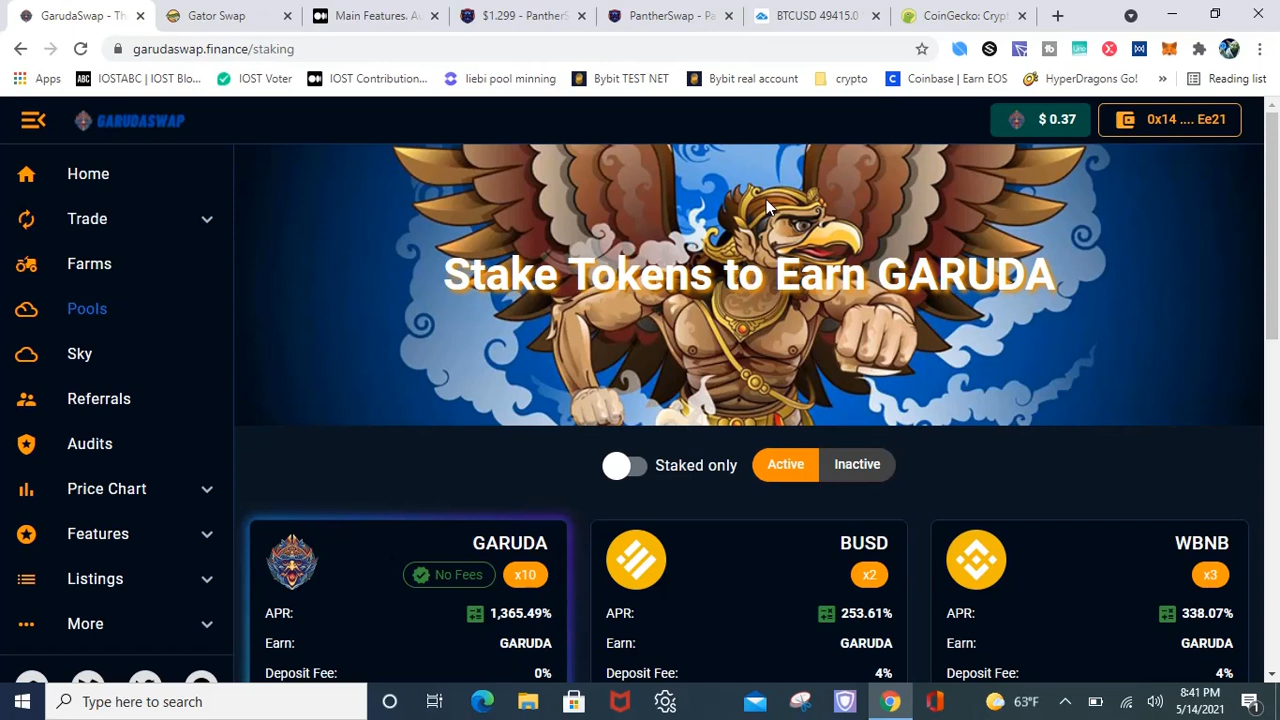 GarudaSwap - Th
Gator Swap
Main Features. Au
$1.299 - PantherS
PantherSwap - Pa
BTCUSD 49415.0
CoinGecko: Cryp
garudaswap.finance/staking
Apps
ABC
IOSTABC | IOST Blo...
IOST Voter
IOST Contribution...
liebi pool minning
Bybit TEST NET
Bybit real account
crypto
Coinbase | Earn EOS
HyperDragons Go!
Reading list
GARUDASWAP
$ 0.37
0x14 .... Ee21
Home
Trade
Farms
Pools
Sky
Referrals
Audits
Price Chart
Features
Listings
More
Stake Tokens to Earn GARUDA
Staked only
Active
Inactive
GARUDA
No Fees
x10
APR:
1,365.49%
Earn:
GARUDA
Deposit Fee:
0%
BUSD
x2
APR:
253.61%
Earn:
GARUDA
Deposit Fee:
4%
WBNB
x3
APR:
338.07%
Earn:
GARUDA
Deposit Fee:
4%
Type here to search
63°F
8:41 PM
5/14/2021